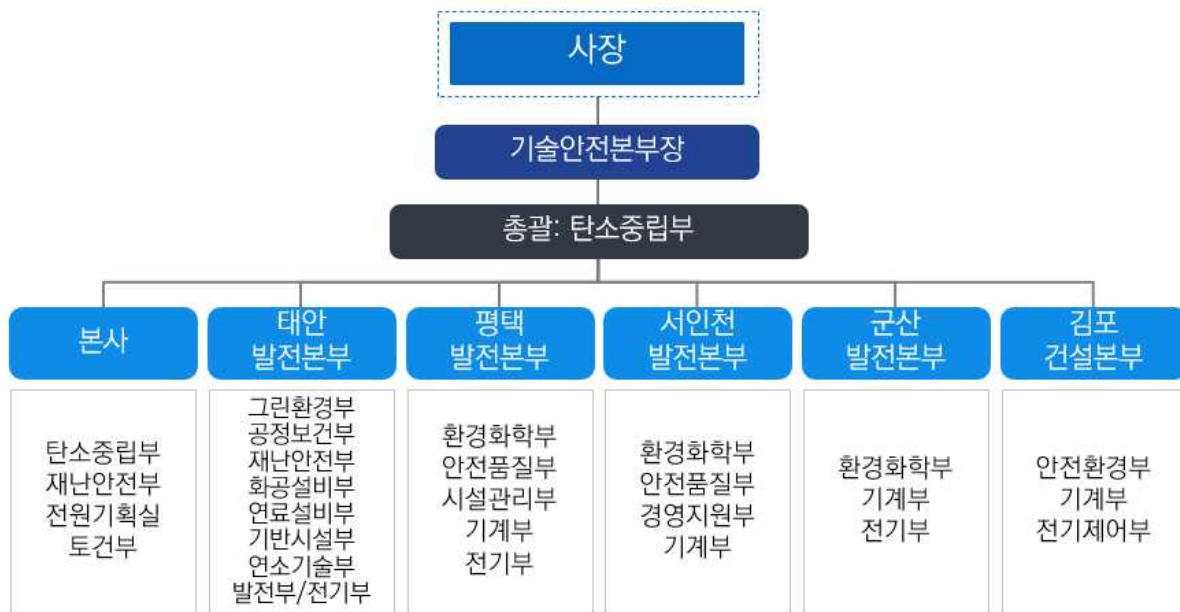 사장
기술안전본부장
총괄: 탄소중립부
본사
탄소중립부
재난안전부
전원기획실
토건부
태안
발전본부
그린환경부
공정보건부
재난안전부
화공설비부
연료설비부
기반시설부
연소기술부
발전부/전기부
평택
발전본부
환경화학부
안전품질부
시설관리부
기계부
전기부
서인천
발전본부
환경화학부
안전품질부
경영지원부
기계부
군산
발전본부
환경화학부
기계부
전기부
김포
건설본부
안전환경부
기계부
전기제어부